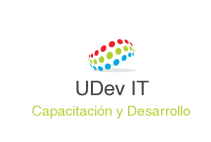 UDev IT
Capacitación y Desarrollo